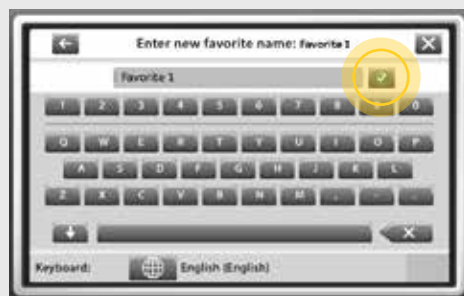 Enter new favorite name: Favorite 1
Favorite 1
1 2 3 4 5 6 7 8 9 0
Q W E R T Y U I O P
A S D F G H J K L
Z X C V B N M . - .
Keyboard: English (English)